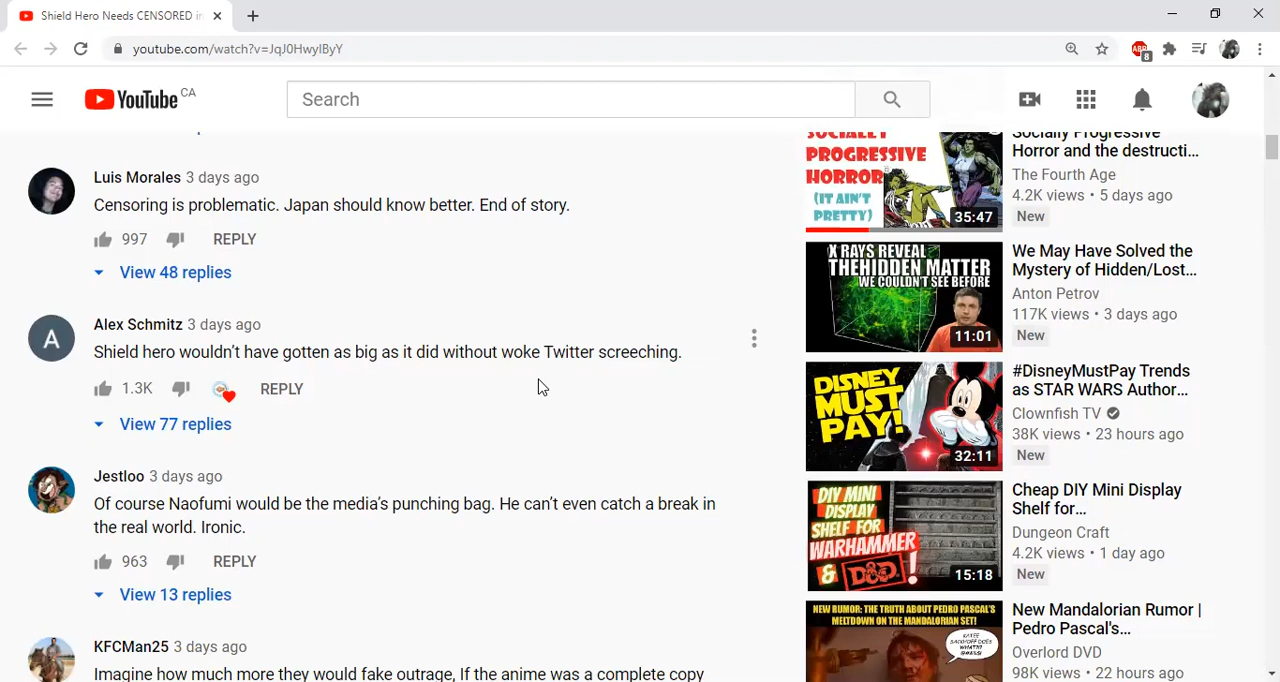 Shield Hero Needs CENSORED in
youtube.com/watch?v=JqJ0HwylByY
8
YouTube CA
Search
Luis Morales 3 days ago
Censoring is problematic. Japan should know better. End of story.
997
REPLY
View 48 replies
A
Alex Schmitz 3 days ago
Shield hero wouldn't have gotten as big as it did without woke Twitter screeching.
1.3K
REPLY
View 77 replies
Jestloo 3 days ago
Of course Naofumi would be the media's punching bag. He can't even catch a break in
the real world. Ironic.
963
REPLY
View 13 replies
KFCMan25 3 days ago
Imagine how much more they would fake outrage, If the anime was a complete copy
SOCIALLY
PROGRESSIVE
HORROR
(IT AIN'T
PRETTY)
35:47
Socially Progressive
Horror and the destructi...
The Fourth Age
4.2K views • 5 days ago
New
X RAYS REVEAL
THEHIDDEN MATTER
WE COULDN'T SEE BEFORE
11:01
We May Have Solved the
Mystery of Hidden/Lost...
Anton Petrov
117K views • 3 days ago
New
DISNEY
MUST
PAY!
32:11
#DisneyMustPay Trends
as STAR WARS Author...
Clownfish TV
38K views • 23 hours ago
New
DIY MINI
DISPLAY
SHELF FOR
WARHAMMER
& D&D!
15:18
Cheap DIY Mini Display
Shelf for...
Dungeon Craft
4.2K views • 1 day ago
New
NEW RUMOR: THE TRUTH ABOUT PEDRO PASCAL'S
MELTDOWN ON THE MANDALORIAN SET!
New Mandalorian Rumor |
Pedro Pascal's...
Overlord DVD
98K views • 22 hours ago